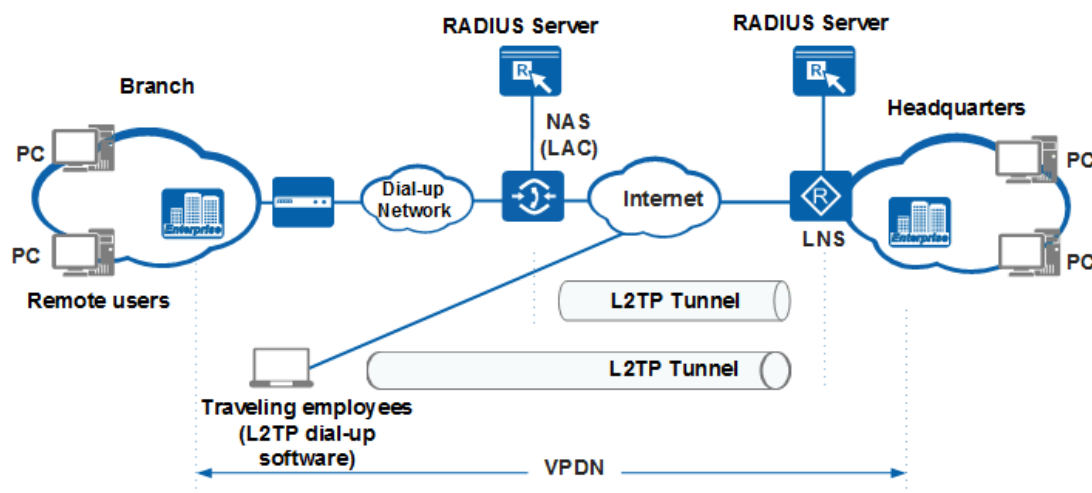 RADIUS Server
RADIUS Server
Branch
NAS
(LAC)
Headquarters
PC
PC
R
R
Dial-up
Network
Internet
R
Enterprise
Enterprise
LNS
PC
PC
Remote users
L2TP Tunnel
L2TP Tunnel
Traveling employees
(L2TP dial-up
software)
VPDN